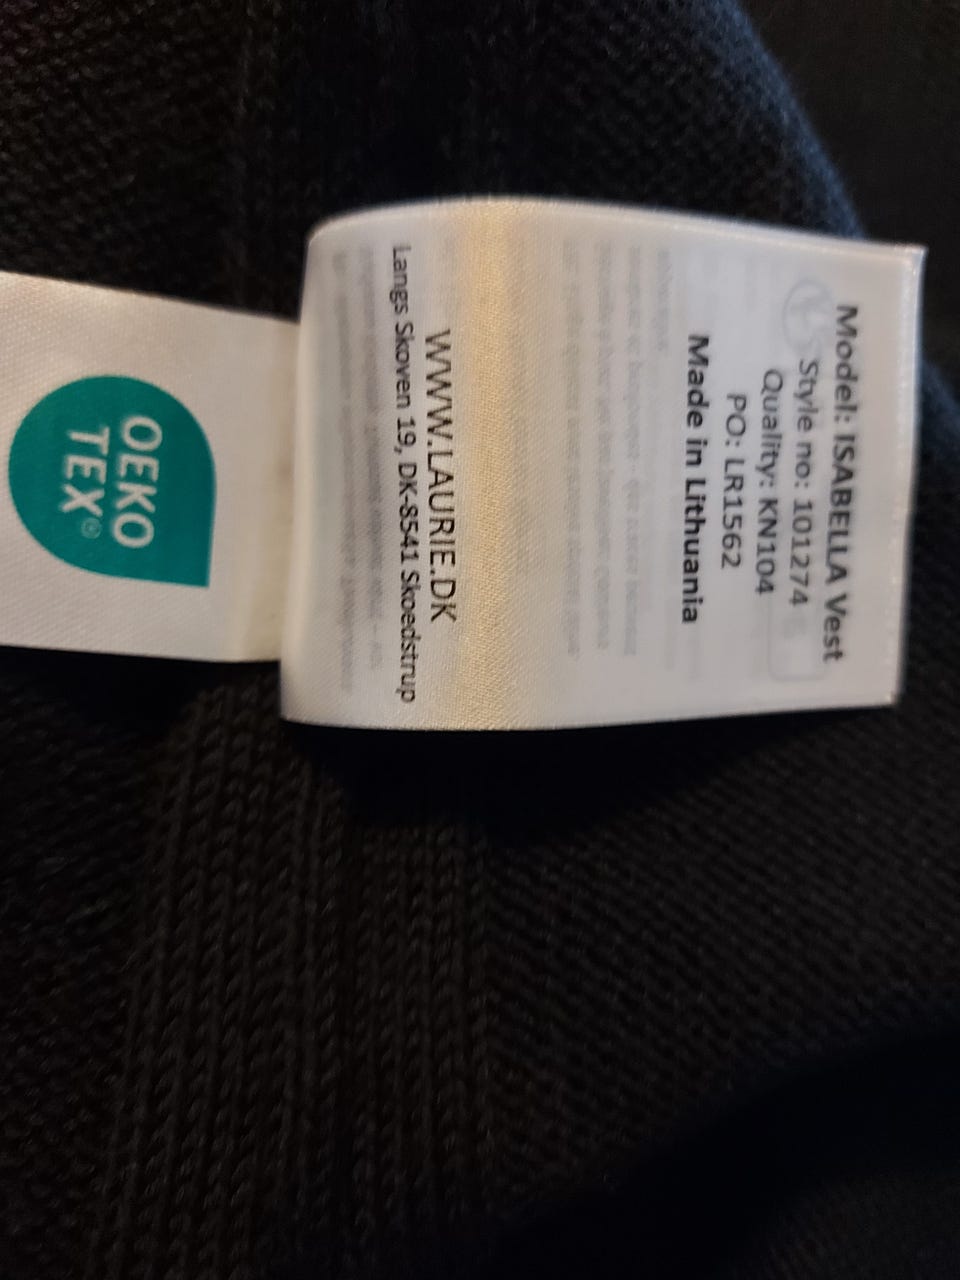 Model: ISABELLA Vest
Style no: 101274
Quality: KN104
PO: LR1562
Made in Lithuania
WWW.LAURIE.DK
Langs Skoven 19, DK-8541 Skoedstrup
OEKO
TEX®